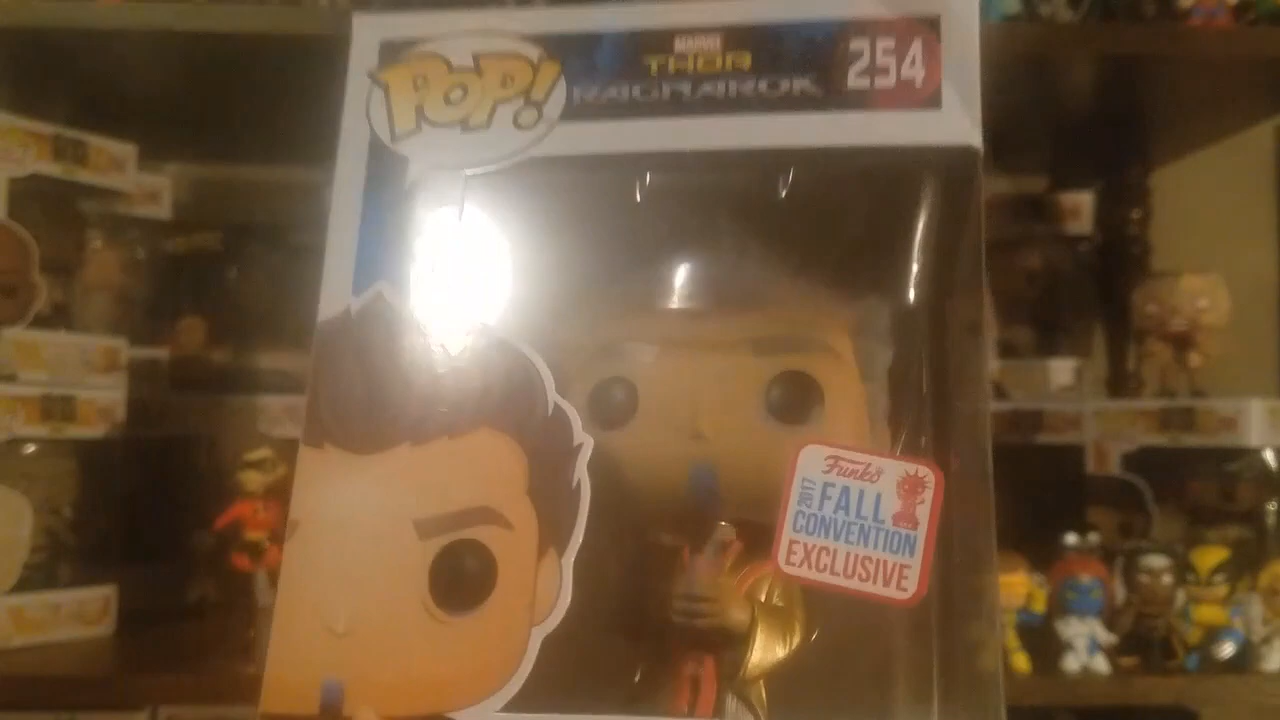 POP!
MARVEL
THOR
RAGNAROK
254
Funko
2017
FALL
CONVENTION
EXCLUSIVE